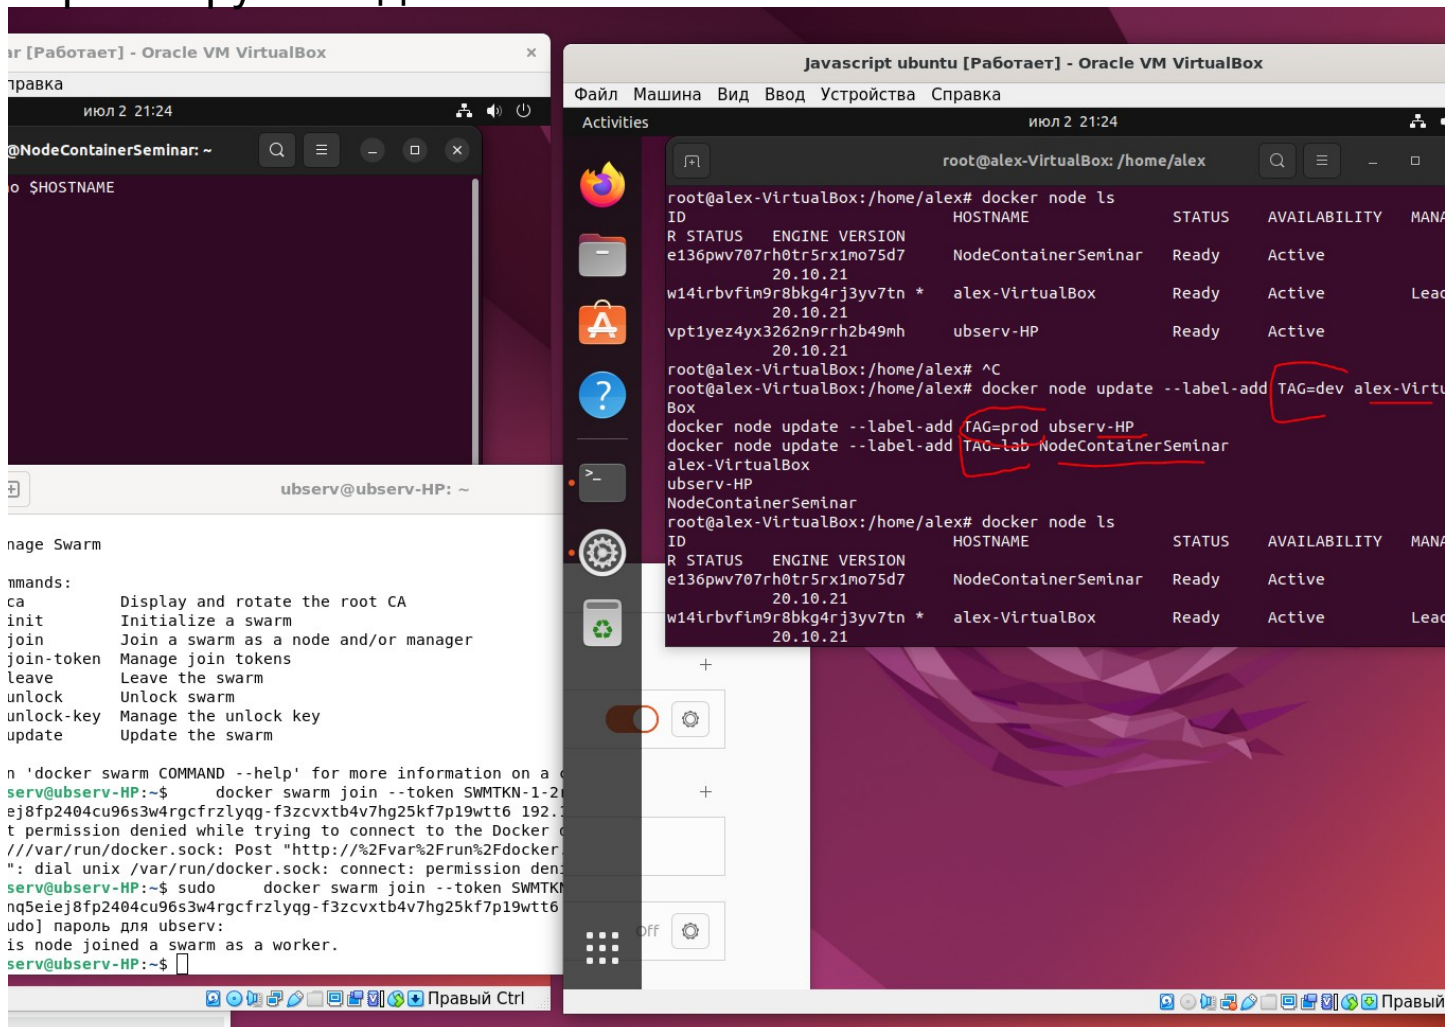 ar [Работает] - Oracle VM VirtualBox
правка
июл 2 21:24
@NodeContainerSeminar: ~
o $HOSTNAME
ubserv@ubserv-HP: ~
nage Swarm
mmands:
ca Display and rotate the root CA
init Initialize a swarm
join Join a swarm as a node and/or manager
join-token Manage join tokens
leave Leave the swarm
unlock Unlock swarm
unlock-key Manage the unlock key
update Update the swarm
n 'docker swarm COMMAND --help' for more information on a c
serv@ubserv-HP:~$ docker swarm join --token SWMTKN-1-2
ej8fp2404cu96s3w4rgcfrzlyqg-f3zcvxtb4v7hg25kf7p19wtt6 192.
t permission denied while trying to connect to the Docker
///var/run/docker.sock: Post "http://%2Fvar%2Frun%2Fdocker
": dial unix /var/run/docker.sock: connect: permission den
serv@ubserv-HP:~$ sudo docker swarm join --token SWMTKN
nq5eiej8fp2404cu96s3w4rgcfrzlyqg-f3zcvxtb4v7hg25kf7p19wtt6
udo] пароль для ubserv:
is node joined a swarm as a worker.
serv@ubserv-HP:~$
Правый Ctrl
Javascript ubuntu [Работает] - Oracle VM VirtualBox
Файл Машина Вид Ввод Устройства Справка
Activities июл 2 21:24
root@alex-VirtualBox: /home/alex
root@alex-VirtualBox:/home/alex# docker node ls
ID HOSTNAME STATUS AVAILABILITY MANA
R STATUS ENGINE VERSION
e136pwv707rh0tr5rx1mo75d7 NodeContainerSeminar Ready Active
20.10.21
w14irbvfim9r8bkg4rj3yv7tn * alex-VirtualBox Ready Active Lead
20.10.21
vpt1yez4yx3262n9rrh2b49mh ubserv-HP Ready Active
20.10.21
root@alex-VirtualBox:/home/alex# ^C
root@alex-VirtualBox:/home/alex# docker node update --label-add TAG=dev alex-Virtu
Box
docker node update --label-add TAG=prod ubserv-HP
docker node update --label-add TAG=lab NodeContainerSeminar
alex-VirtualBox
ubserv-HP
NodeContainerSeminar
root@alex-VirtualBox:/home/alex# docker node ls
ID HOSTNAME STATUS AVAILABILITY MANA
R STATUS ENGINE VERSION
e136pwv707rh0tr5rx1mo75d7 NodeContainerSeminar Ready Active
20.10.21
w14irbvfim9r8bkg4rj3yv7tn * alex-VirtualBox Ready Active Lead
20.10.21
Off
Правый